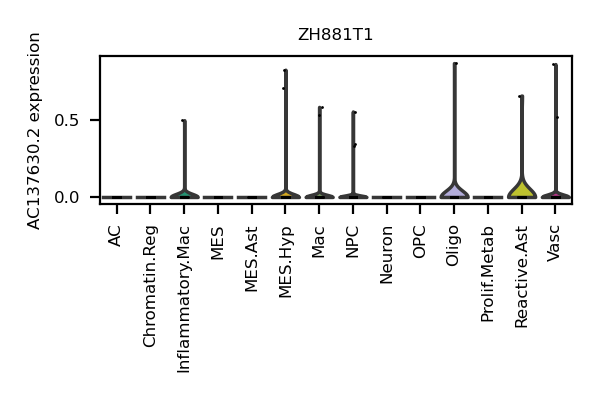 ZH881T1
AC137630.2 expression
0.5
0.0
AC
Chromatin.Reg
Inflammatory.Mac
MES
MES.Ast
MES.Hyp
Mac
NPC
Neuron
OPC
Oligo
Prolif.Metab
Reactive.Ast
Vasc